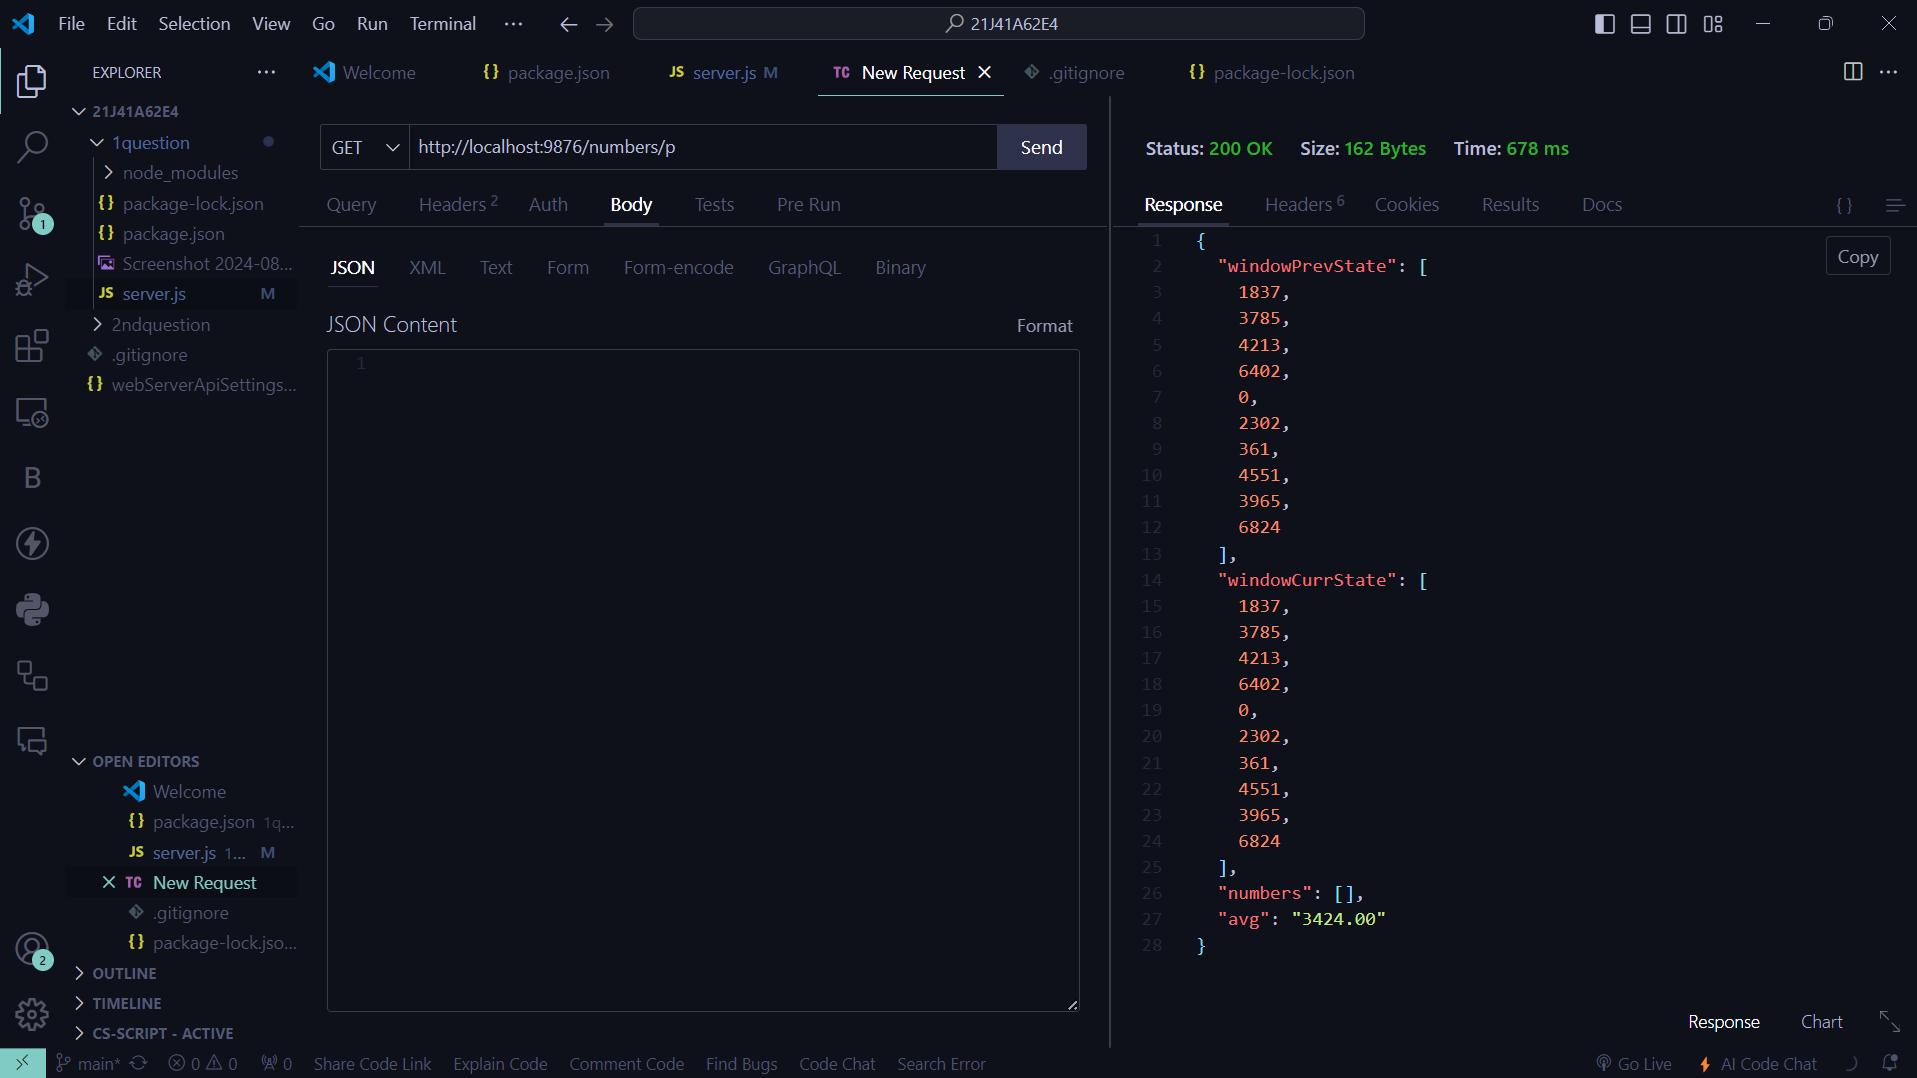 File Edit Selection View Go Run Terminal ···
21J41A62E4
EXPLORER ···
Welcome
{} package.json
JS server.js M
TC New Request
.gitignore
{} package-lock.json
···
21J41A62E4
1question
node_modules
{} package-lock.json
{} package.json
Screenshot 2024-08...
JS server.js M
2ndquestion
.gitignore
{} webServerApiSettings...
1
B
OPEN EDITORS
Welcome
{} package.json 1q...
JS server.js 1... M
TC New Request
.gitignore
{} package-lock.jso...
OUTLINE
TIMELINE
CS-SCRIPT - ACTIVE
2
GET http://localhost:9876/numbers/p Send
Query Headers 2 Auth Body Tests Pre Run
JSON XML Text Form Form-encode GraphQL Binary
JSON Content Format
1
Status: 200 OK Size: 162 Bytes Time: 678 ms
Response Headers 6 Cookies Results Docs { }
Copy
1 {
2 "windowPrevState": [
3 1837,
4 3785,
5 4213,
6 6402,
7 0,
8 2302,
9 361,
10 4551,
11 3965,
12 6824
13 ],
14 "windowCurrState": [
15 1837,
16 3785,
17 4213,
18 6402,
19 0,
20 2302,
21 361,
22 4551,
23 3965,
24 6824
25 ],
26 "numbers": [],
27 "avg": "3424.00"
28 }
Response Chart
main* 0 0 0 Share Code Link Explain Code Comment Code Find Bugs Code Chat Search Error Go Live AI Code Chat